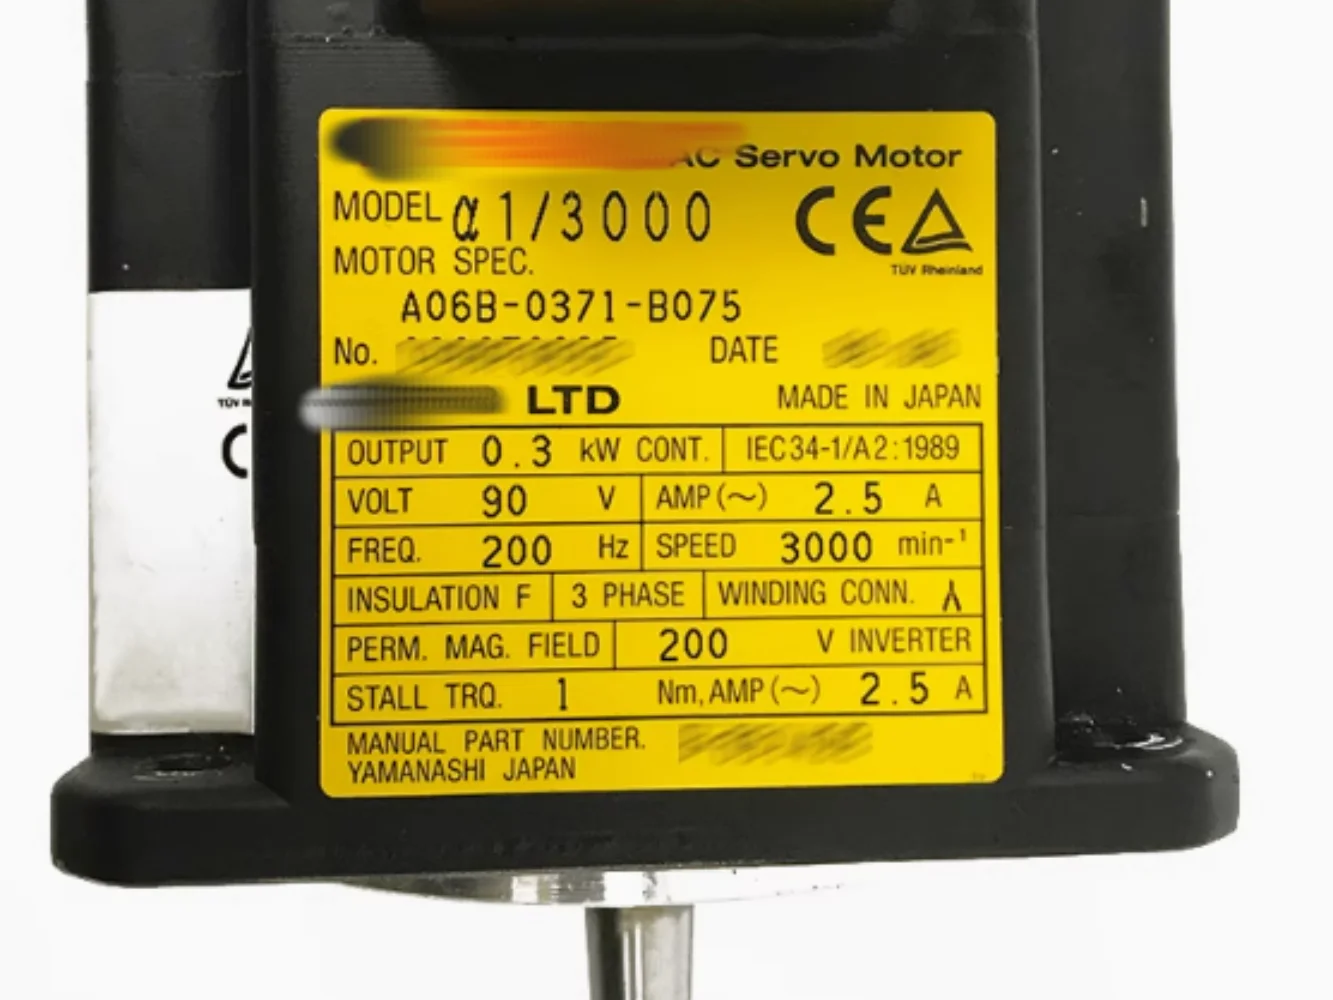 AC Servo Motor
MODEL α1/3000
CE
TÜV Rheinland
MOTOR SPEC.
A06B-0371-B075
No.
DATE
LTD MADE IN JAPAN
OUTPUT 0.3 kW CONT. IEC34-1/A2:1989
VOLT 90 V AMP(~) 2.5 A
FREQ. 200 Hz SPEED 3000 min-¹
INSULATION F 3 PHASE WINDING CONN. Y
PERM. MAG. FIELD 200 V INVERTER
STALL TRQ. 1 Nm, AMP(~) 2.5 A
MANUAL PART NUMBER.
YAMANASHI JAPAN
TÜV
C